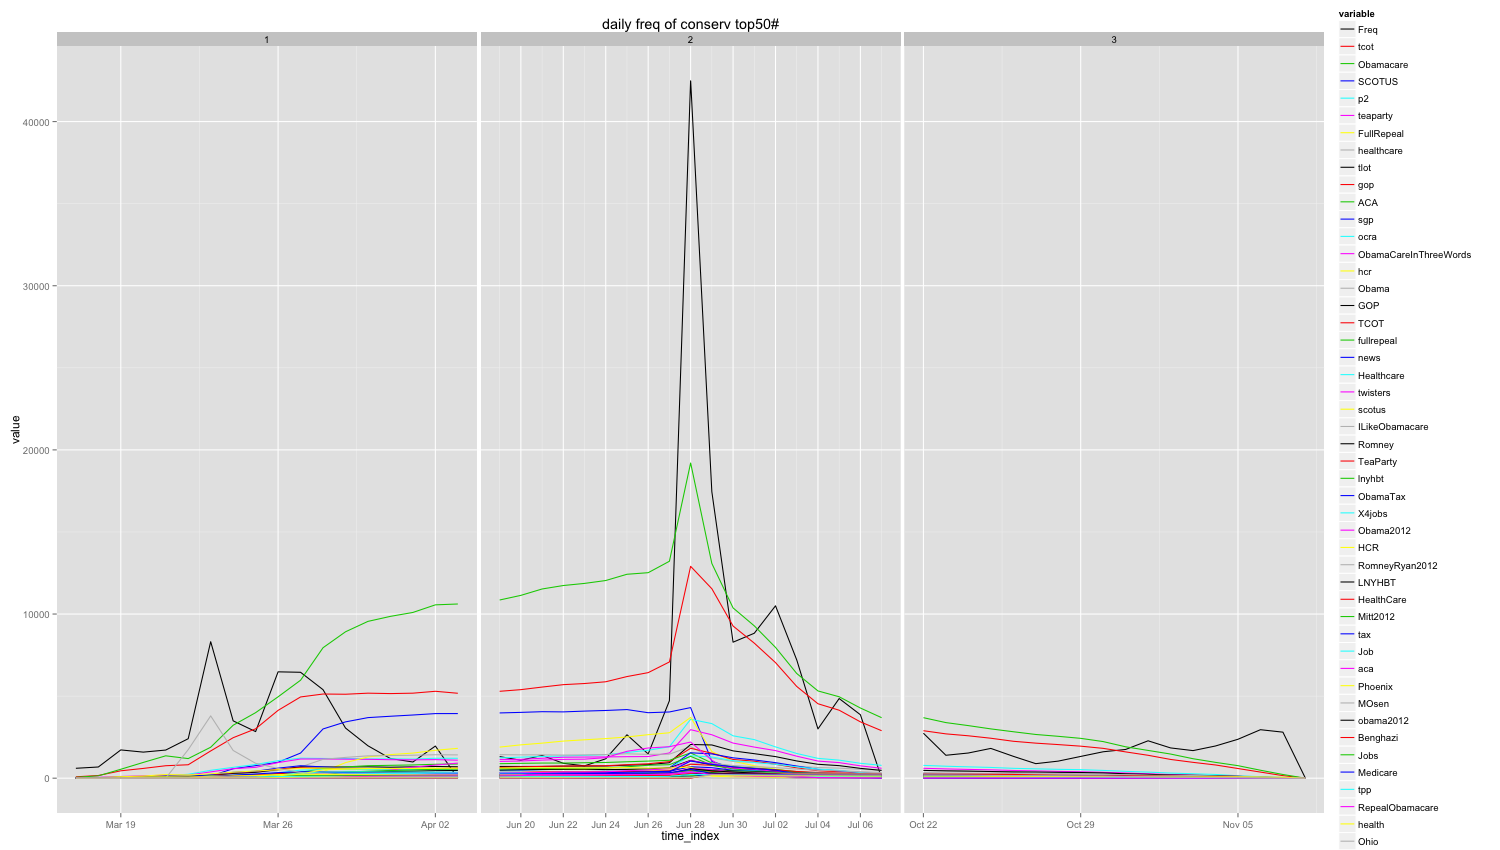 daily freq of conserv top50#
1
2
3
value
40000
30000
20000
10000
0
Mar 19
Mar 26
Apr 02
Jun 20
Jun 22
Jun 24
Jun 26
Jun 28
Jun 30
Jul 02
Jul 04
Jul 06
Oct 22
Oct 29
Nov 05
time_index
variable
Freq
tcot
Obamacare
SCOTUS
p2
teaparty
FullRepeal
healthcare
tlot
gop
ACA
sgp
ocra
ObamaCareInThreeWords
hcr
Obama
GOP
TCOT
fullrepeal
news
Healthcare
twisters
scotus
ILikeObamacare
Romney
TeaParty
lnyhbt
ObamaTax
X4jobs
Obama2012
HCR
RomneyRyan2012
LNYHBT
HealthCare
Mitt2012
tax
Job
aca
Phoenix
MOsen
obama2012
Benghazi
Jobs
Medicare
tpp
RepealObamacare
health
Ohio